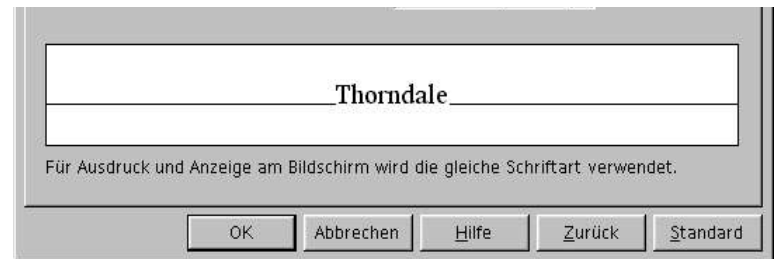 Thorndale
Für Ausdruck und Anzeige am Bildschirm wird die gleiche Schriftart verwendet.
OK Abbrechen Hilfe Zurück Standard